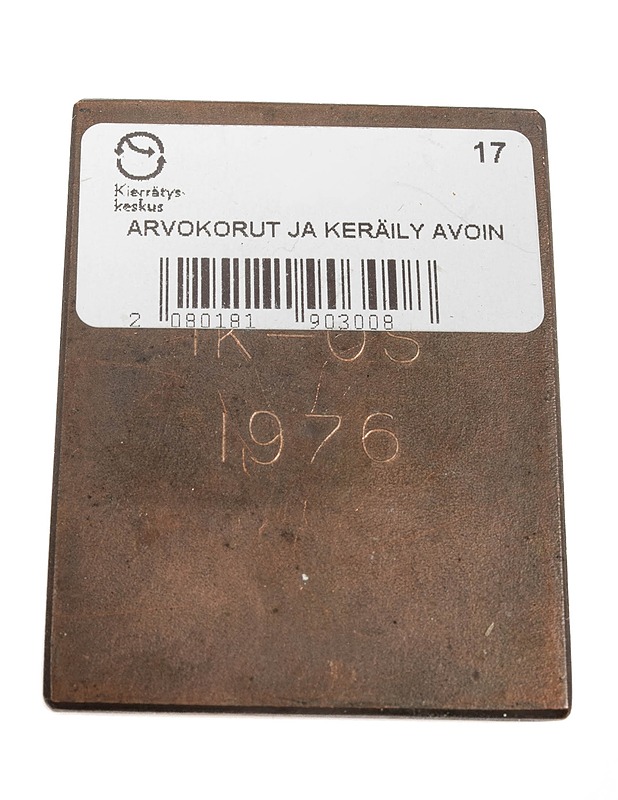 17
Kierrätys-
keskus
ARVOKORUT JA KERÄILY AVOIN
2 080181 903008
1976